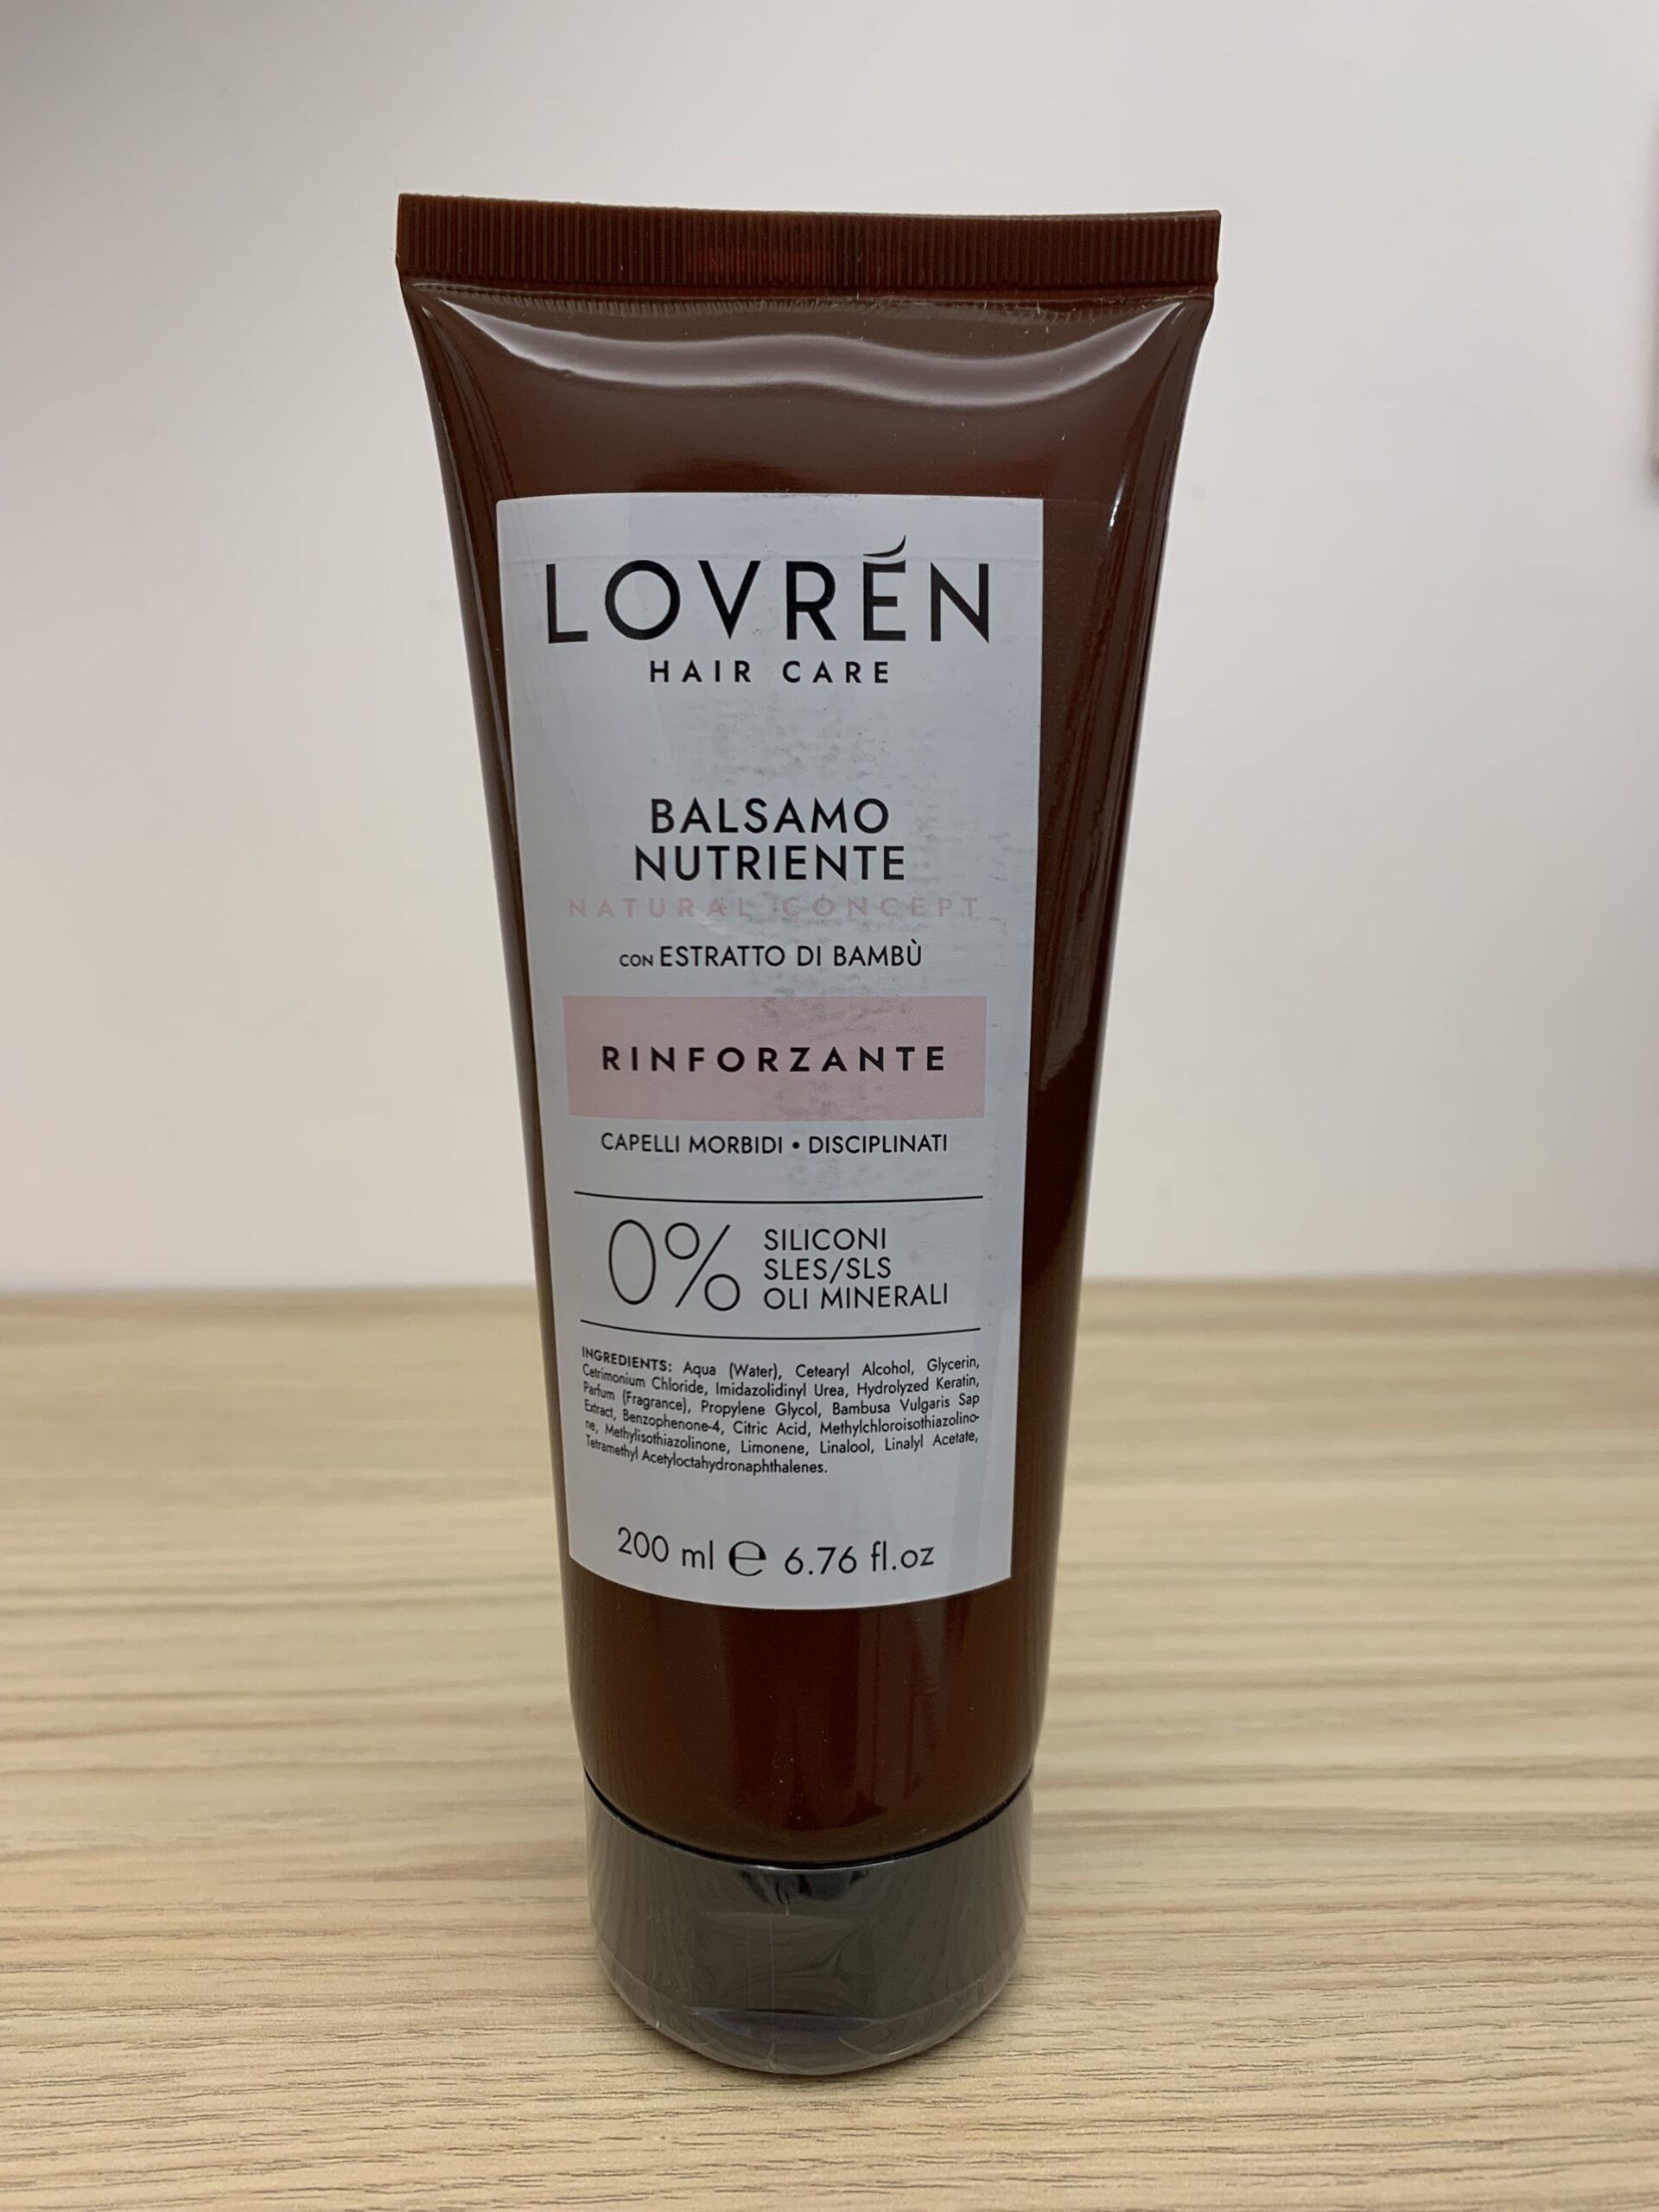 LOVRÉN
HAIR CARE
BALSAMO
NUTRIENTE
NATURAL CONCEPT
CON ESTRATTO DI BAMBÙ
RINFORZANTE
CAPELLI MORBIDI • DISCIPLINATI
0% SILICONI
SLES/SLS
OLI MINERALI
INGREDIENTS: Aqua (Water), Cetearyl Alcohol, Glycerin,
Cetrimonium Chloride, Imidazolidinyl Urea, Hydrolyzed Keratin,
Parfum (Fragrance), Propylene Glycol, Bambusa Vulgaris Sap
Extract, Benzophenone-4, Citric Acid, Methylchloroisothiazolino-
ne, Methylisothiazolinone, Limonene, Linalool, Linalyl Acetate,
Tetramethyl Acetyloctahydronaphthalenes.
200 ml ℮ 6.76 fl.oz